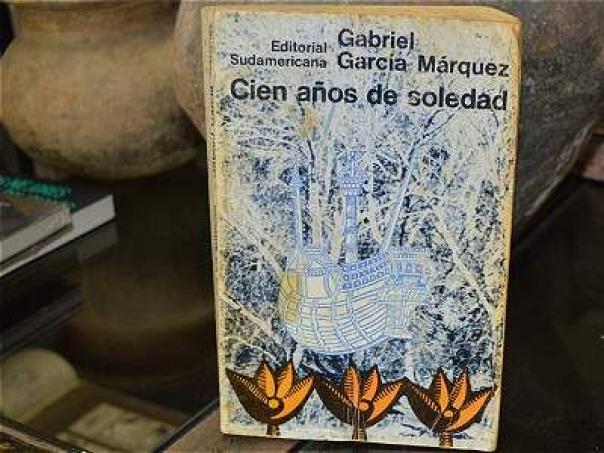 Editorial
Sudamericana
Gabriel
García Márquez
Cien años de soledad